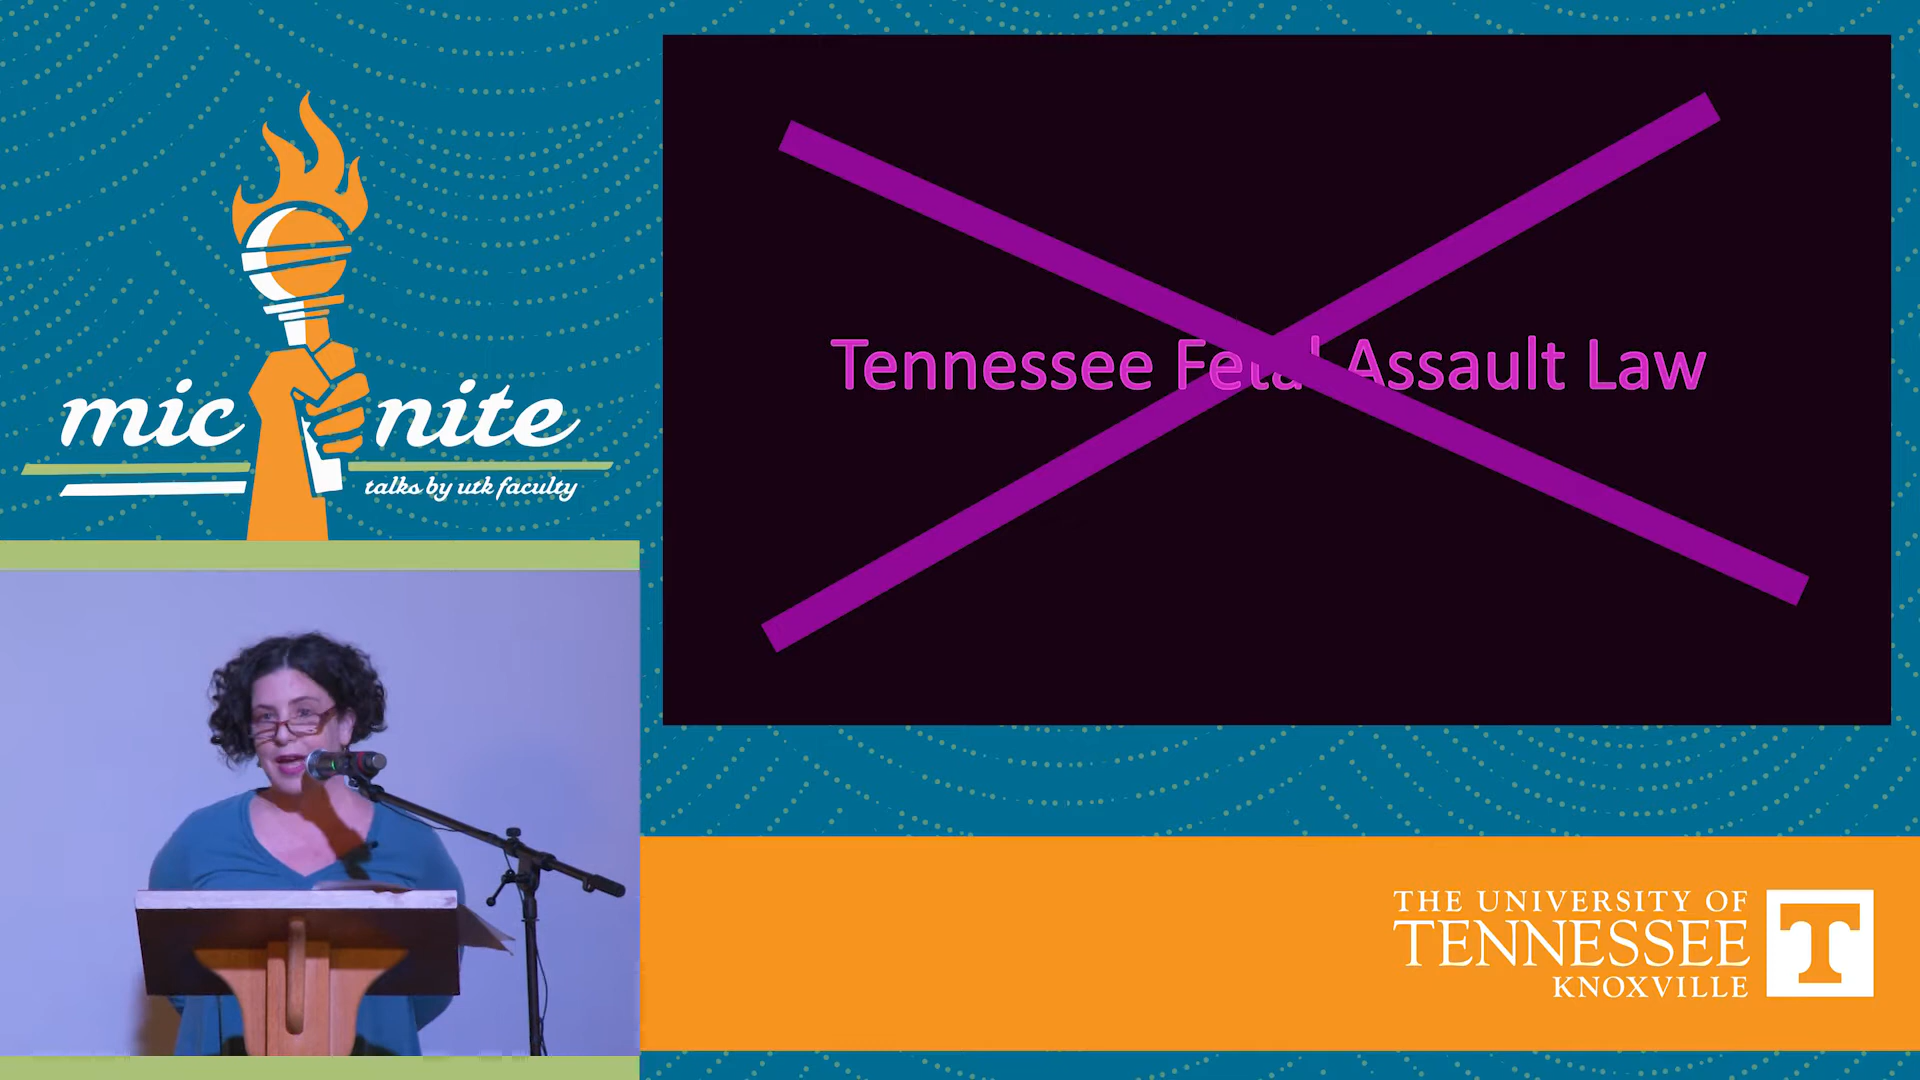 mic nite
talks by utk faculty
Tennessee Fetal Assault Law
THE UNIVERSITY OF
TENNESSEE
KNOXVILLE
T